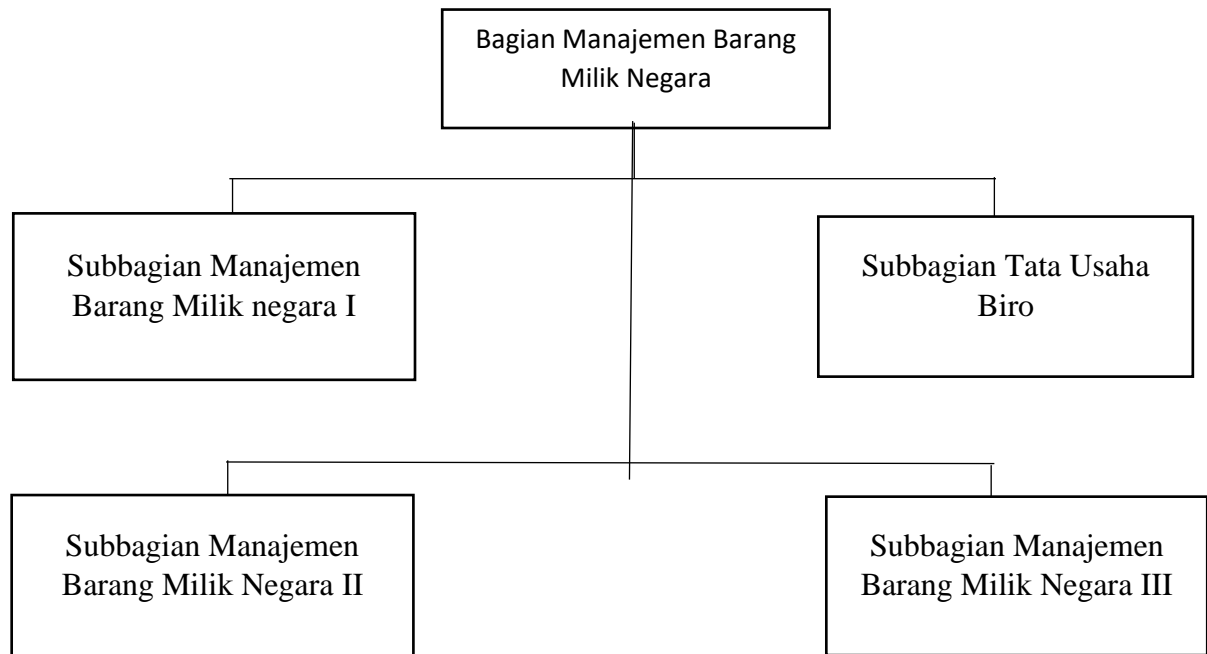 Bagian Manajemen Barang
Milik Negara
Subbagian Manajemen
Barang Milik negara I
Subbagian Tata Usaha
Biro
Subbagian Manajemen
Barang Milik Negara II
Subbagian Manajemen
Barang Milik Negara III